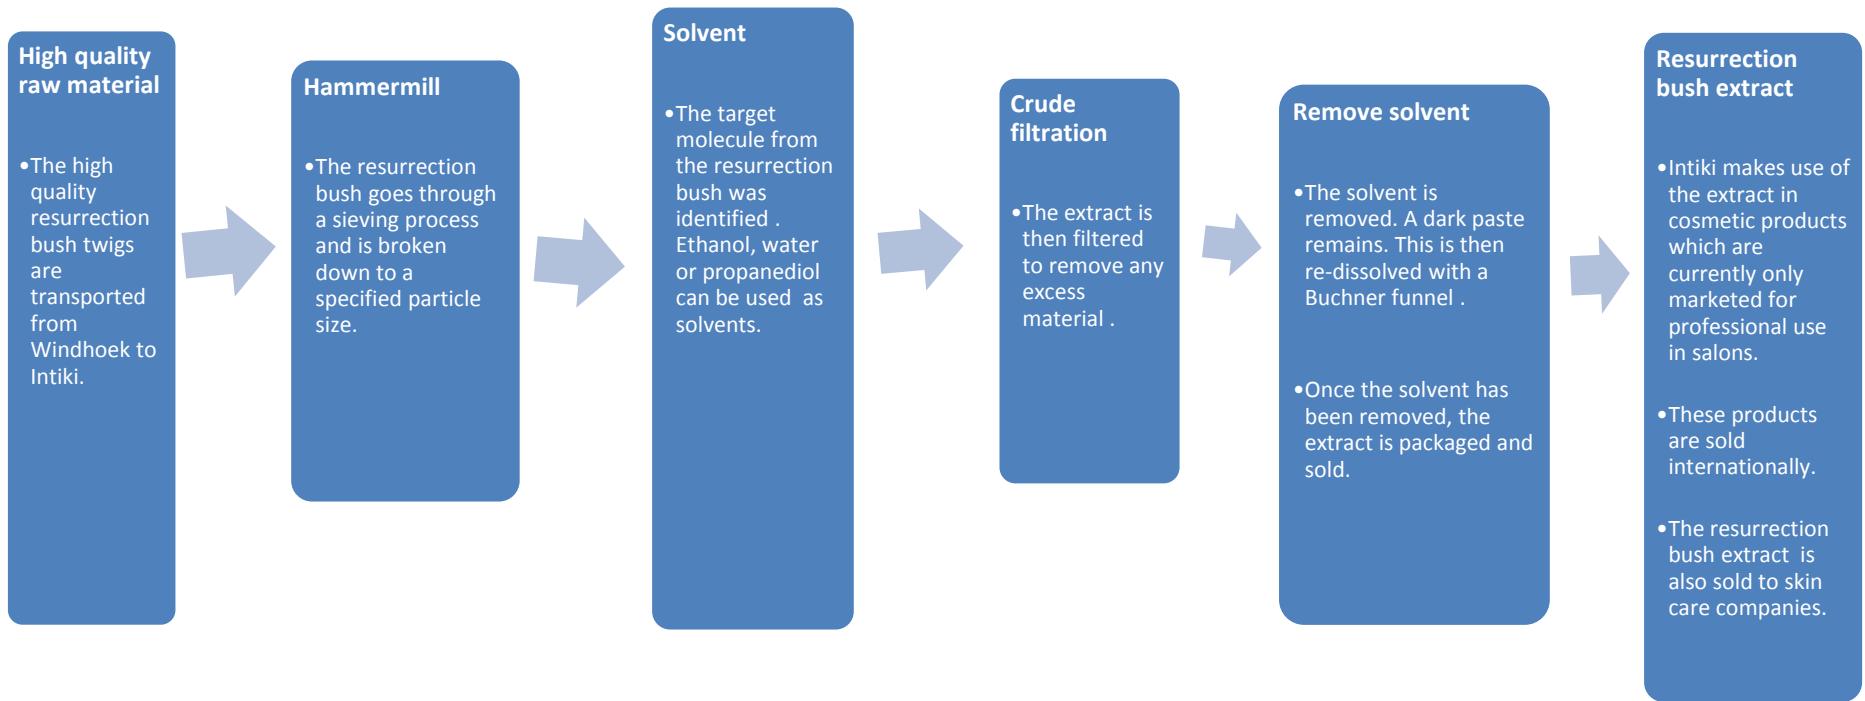 High quality
raw material
•The high
quality
resurrection
bush twigs
are
transported
from
Windhoek to
Intiki.
Hammermill
•The resurrection
bush goes through
a sieving process
and is broken
down to a
specified particle
size.
Solvent
•The target
molecule from
the resurrection
bush was
identified .
Ethanol, water
or propanediol
can be used  as
solvents.
Crude
filtration
•The extract is
then filtered
to remove any
excess
material .
Remove solvent
•The solvent is
removed. A dark paste
remains. This is then
re-dissolved with a
Buchner funnel .
•Once the solvent has
been removed, the
extract is packaged and
sold.
Resurrection
bush extract
•Intiki makes use of
the extract in
cosmetic products
which are
currently only
marketed for
professional use
in salons.
•These products
are sold
internationally.
•The resurrection
bush extract  is
also sold to skin
care companies.